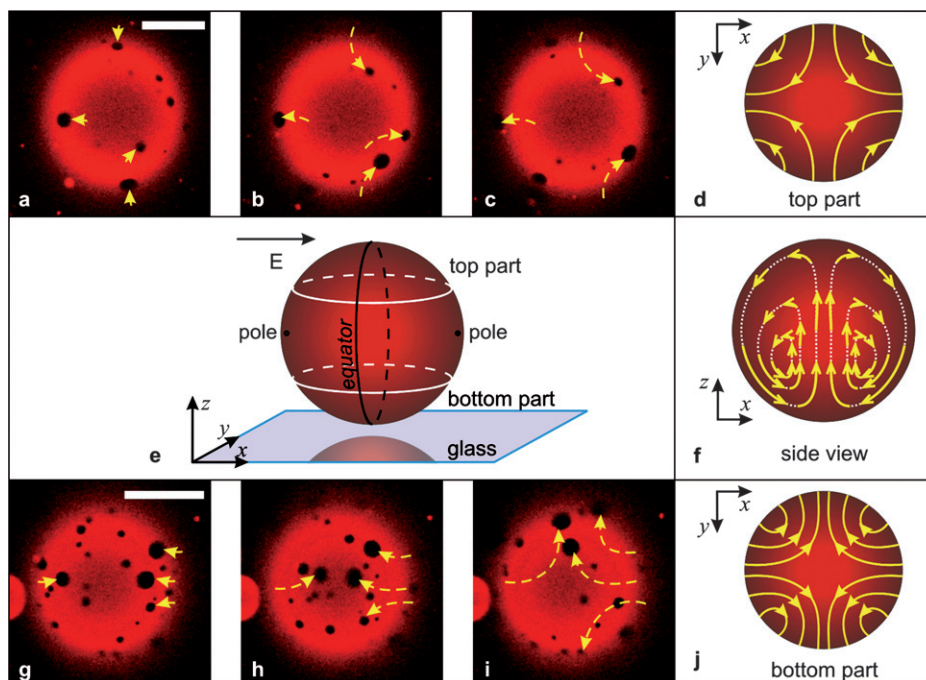 a
b
c
x
y
d
top part
E
top part
pole
pole
equator
bottom part
z
y
x
glass
e
z
x
f
side view
g
h
i
x
y
j
bottom part